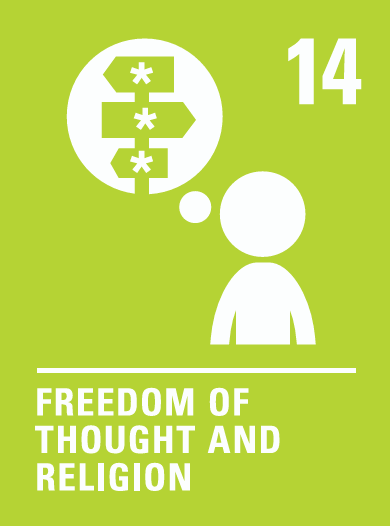 14
FREEDOM OF
THOUGHT AND
RELIGION